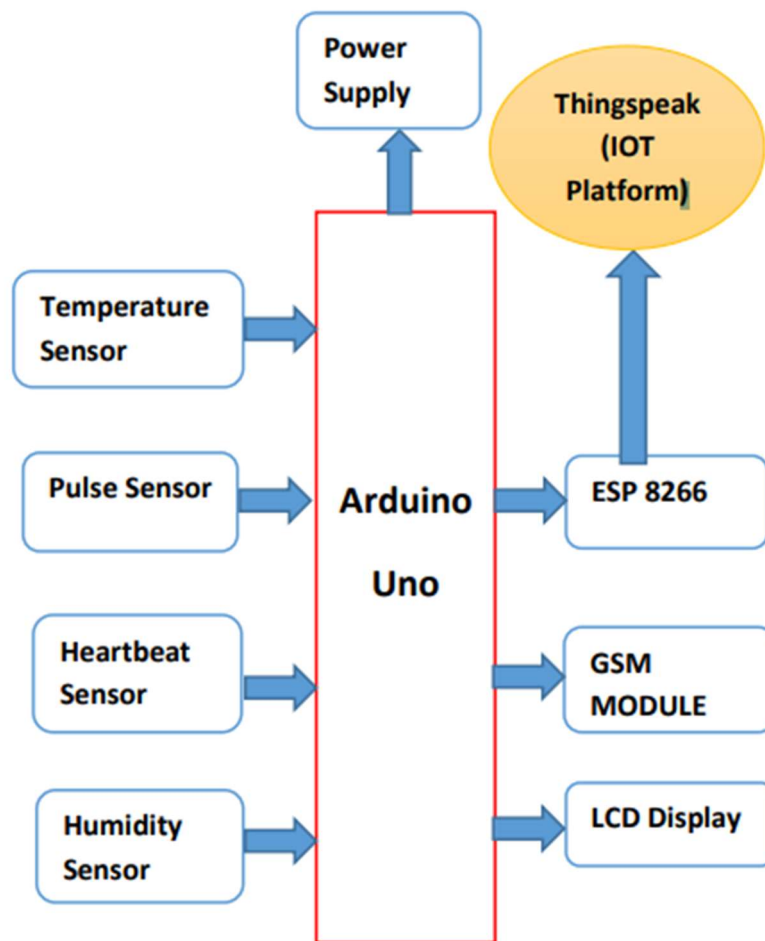 Power
Supply
Thingspeak
(IOT
Platform)
Temperature
Sensor
Pulse Sensor
Heartbeat
Sensor
Humidity
Sensor
Arduino
Uno
ESP 8266
GSM
MODULE
LCD Display